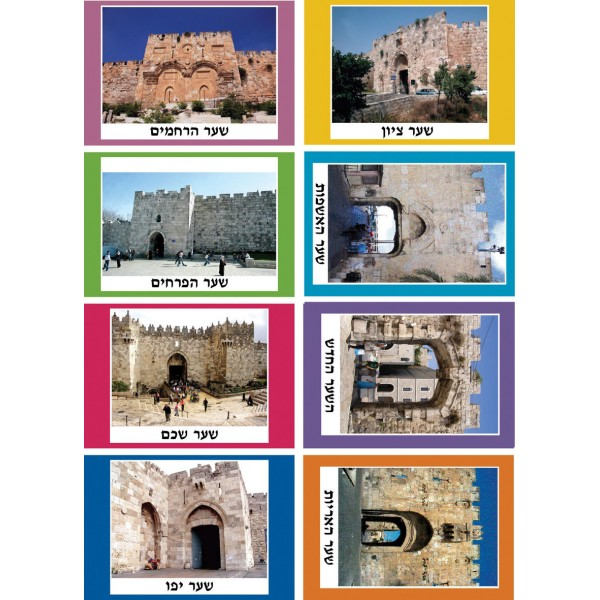 שער הרחמים
שער ציון
שער הפרחים
שער האשפות
שער שכם
השער החדש
שער יפו
שער האריות